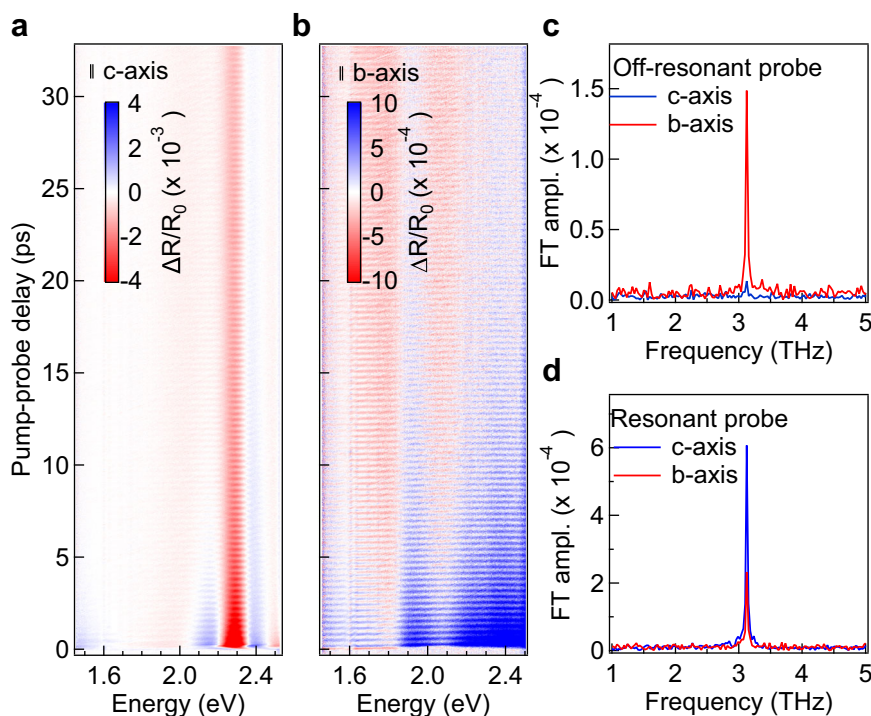 a
|| c-axis
4
2
0
-2
-4
ΔR/R0 (x 10-3)
30
25
20
15
10
5
0
Pump-probe delay (ps)
1.6
2.0
2.4
Energy (eV)
b
|| b-axis
10
5
0
-5
-10
ΔR/R0 (x 10-4)
1.6
2.0
2.4
Energy (eV)
c
Off-resonant probe
c-axis
b-axis
1.5
1.0
0.5
0.0
FT ampl. (x 10-4)
1
2
3
4
5
Frequency (THz)
d
Resonant probe
c-axis
b-axis
6
4
2
0
FT ampl. (x 10-4)
1
2
3
4
5
Frequency (THz)